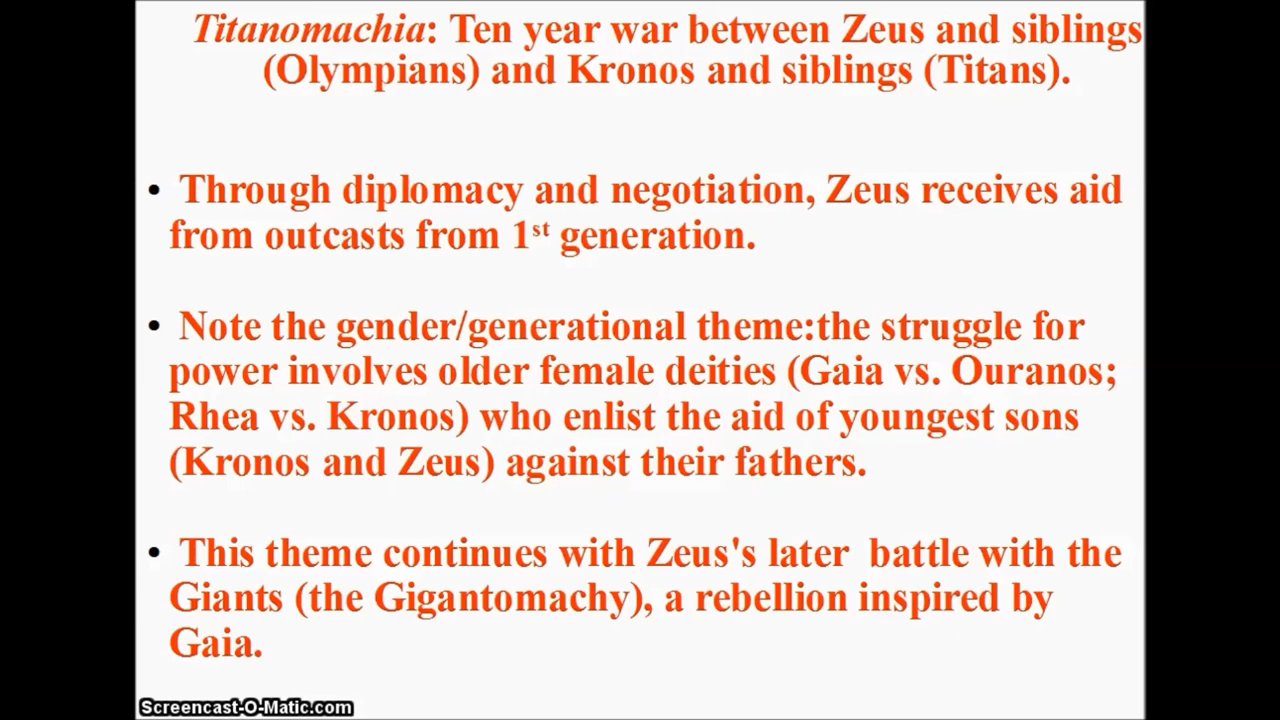 Titanomachia: Ten year war between Zeus and siblings
(Olympians) and Kronos and siblings (Titans).
• Through diplomacy and negotiation, Zeus receives aid
from outcasts from 1st generation.
• Note the gender/generational theme:the struggle for
power involves older female deities (Gaia vs. Ouranos;
Rhea vs. Kronos) who enlist the aid of youngest sons
(Kronos and Zeus) against their fathers.
• This theme continues with Zeus's later  battle with the
Giants (the Gigantomachy), a rebellion inspired by
Gaia.
Screencast-O-Matic.com